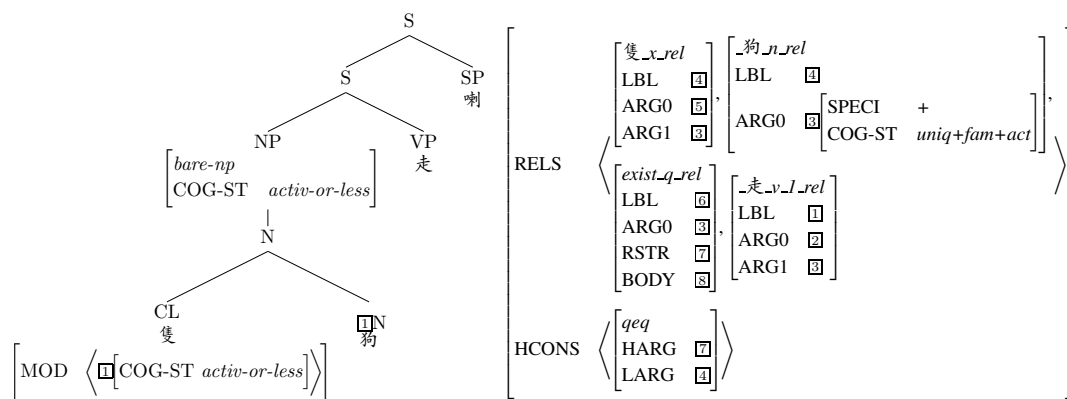 S
S
SP
喇
NP
VP
走
bare-np
COG-ST activ-or-less
N
CL
隻
1 N
狗
MOD 〈 1 [COG-ST activ-or-less] 〉
RELS
隻_x_rel
LBL 4
ARG0 5
ARG1 3
,
_狗_n_rel
LBL 4
ARG0 3
SPECI +
COG-ST uniq+fam+act
,
exist_q_rel
LBL 6
ARG0 3
RSTR 7
BODY 8
,
_走_v_1_rel
LBL 1
ARG0 2
ARG1 3
HCONS
qeq
HARG 7
LARG 4